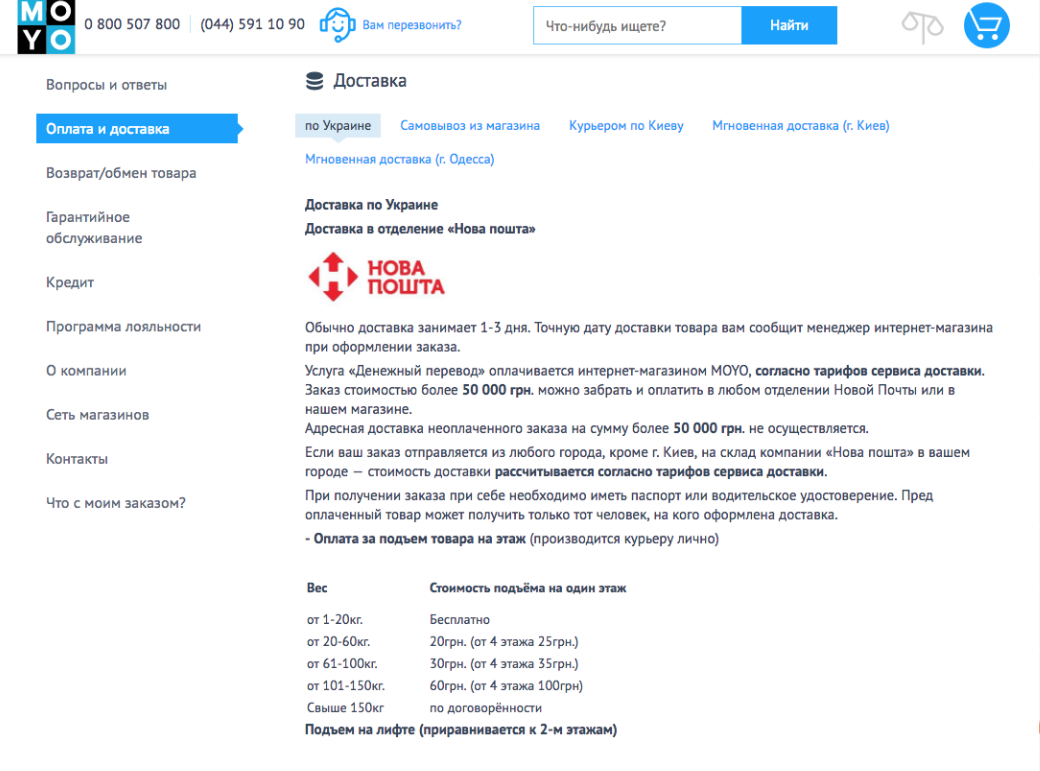 MO
YO
0 800 507 800
(044) 591 10 90
Вам перезвонить?
Что-нибудь ищете?
Найти
Вопросы и ответы
Оплата и доставка
Возврат/обмен товара
Гарантийное
обслуживание
Кредит
Программа лояльности
О компании
Сеть магазинов
Контакты
Что с моим заказом?
Доставка
по Украине
Самовывоз из магазина
Курьером по Киеву
Мгновенная доставка (г. Киев)
Мгновенная доставка (г. Одесса)
Доставка по Украине
Доставка в отделение «Нова пошта»
НОВА
ПОШТА
Обычно доставка занимает 1-3 дня. Точную дату доставки товара вам сообщит менеджер интернет-магазина
при оформлении заказа.
Услуга «Денежный перевод» оплачивается интернет-магазином MOYO, согласно тарифов сервиса доставки.
Заказ стоимостью более 50 000 грн. можно забрать и оплатить в любом отделении Новой Почты или в
нашем магазине.
Адресная доставка неоплаченного заказа на сумму более 50 000 грн. не осуществляется.
Если ваш заказ отправляется из любого города, кроме г. Киев, на склад компании «Нова пошта» в вашем
городе — стоимость доставки рассчитывается согласно тарифов сервиса доставки.
При получении заказа при себе необходимо иметь паспорт или водительское удостоверение. Пред
оплаченный товар может получить только тот человек, на кого оформлена доставка.
- Оплата за подъем товара на этаж (производится курьеру лично)
Вес Стоимость подъёма на один этаж
от 1-20кг. Бесплатно
от 20-60кг. 20грн. (от 4 этажа 25грн.)
от 61-100кг. 30грн. (от 4 этажа 35грн.)
от 101-150кг. 60грн. (от 4 этажа 100грн)
Свыше 150кг по договорённости
Подъем на лифте (приравнивается к 2-м этажам)